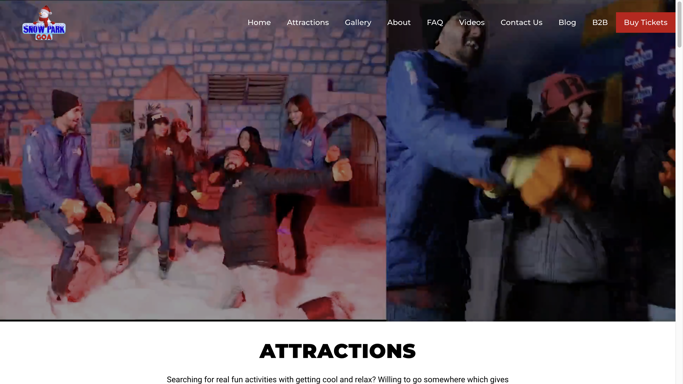 SNOW PARK
GOA
Home Attractions Gallery About FAQ Videos Contact Us Blog B2B Buy Tickets
ATTRACTIONS
Searching for real fun activities with getting cool and relax? Willing to go somewhere which gives